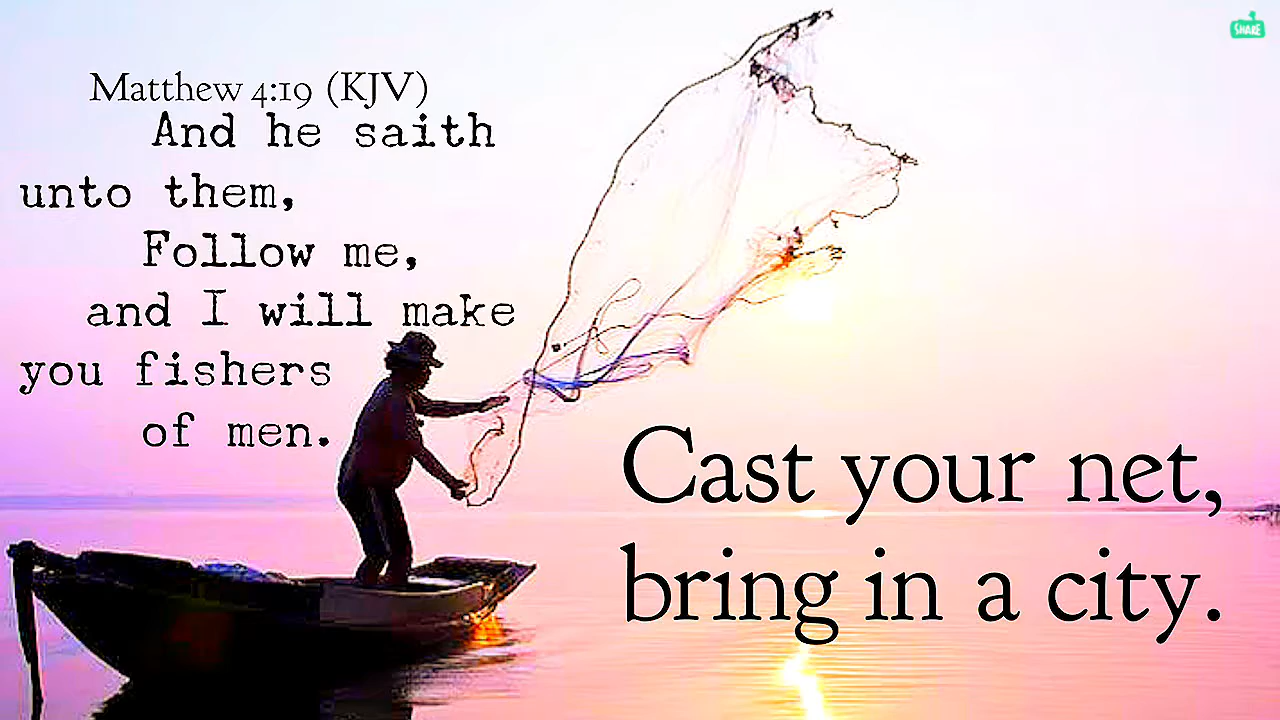 SHARE
Matthew 4:19 (KJV)
And he saith
unto them,
Follow me,
and I will make
you fishers
of men.
Cast your net,
bring in a city.